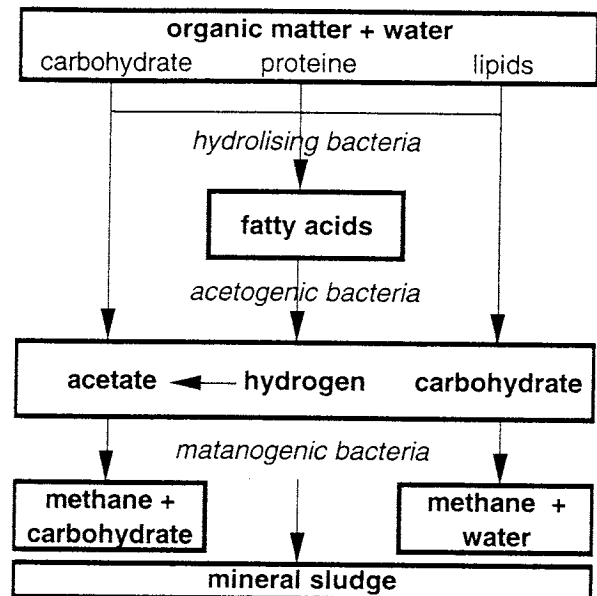 organic matter + water
carbohydrate proteine lipids
hydrolising bacteria
fatty acids
acetogenic bacteria
acetate hydrogen carbohydrate
matanogenic bacteria
methane +
carbohydrate
methane +
water
mineral sludge